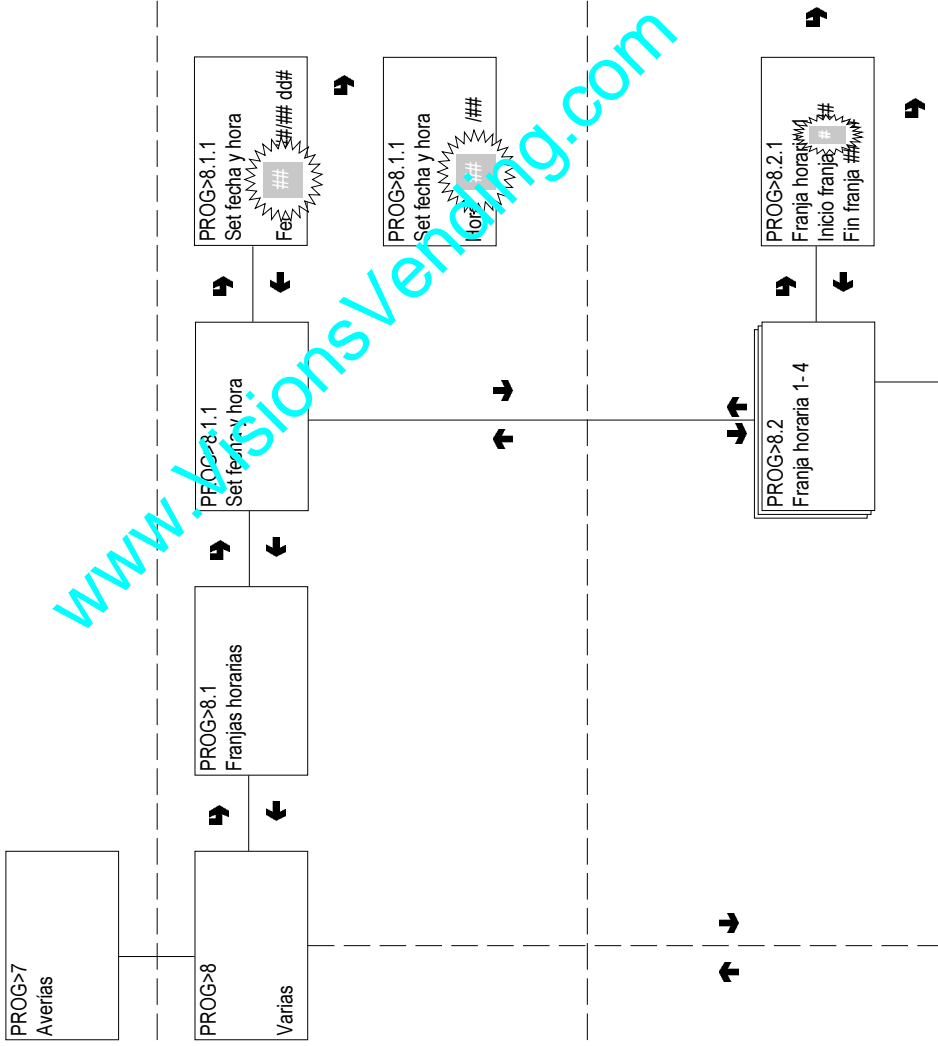 PROG>7
Averías
PROG>8
Varias
PROG>8.1
Franjas horarias
PROG>8.1.1
Set fecha y hora
PROG>8.1.1
Set fecha y hora
## ##/## dd#
PROG>8.1.1
Set fecha y hora
Hora ## /##
PROG>8.2
Franja horaria 1- 4
PROG>8.2.1
Franja horaria 1
Inicio franja # ##
Fin franja ##
www.VisionsVending.com